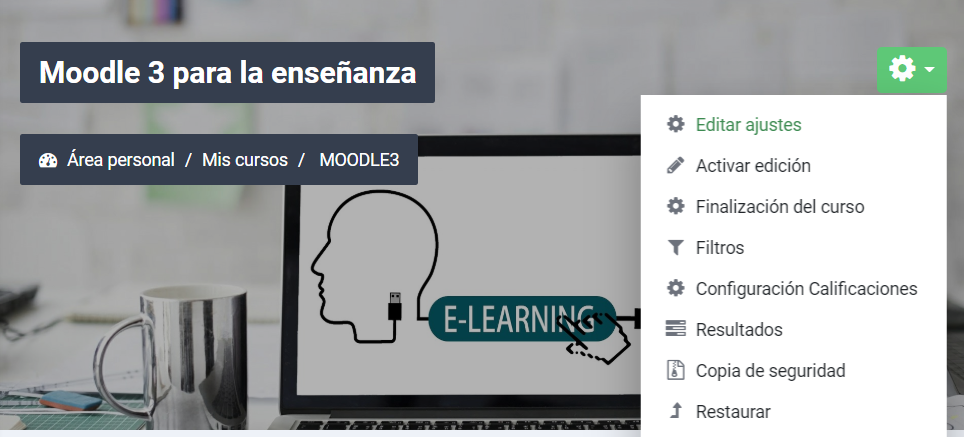 Moodle 3 para la enseñanza
Área personal / Mis cursos / MOODLE3
Editar ajustes
Activar edición
Finalización del curso
Filtros
Configuración Calificaciones
Resultados
Copia de seguridad
Restaurar
E-LEARNING